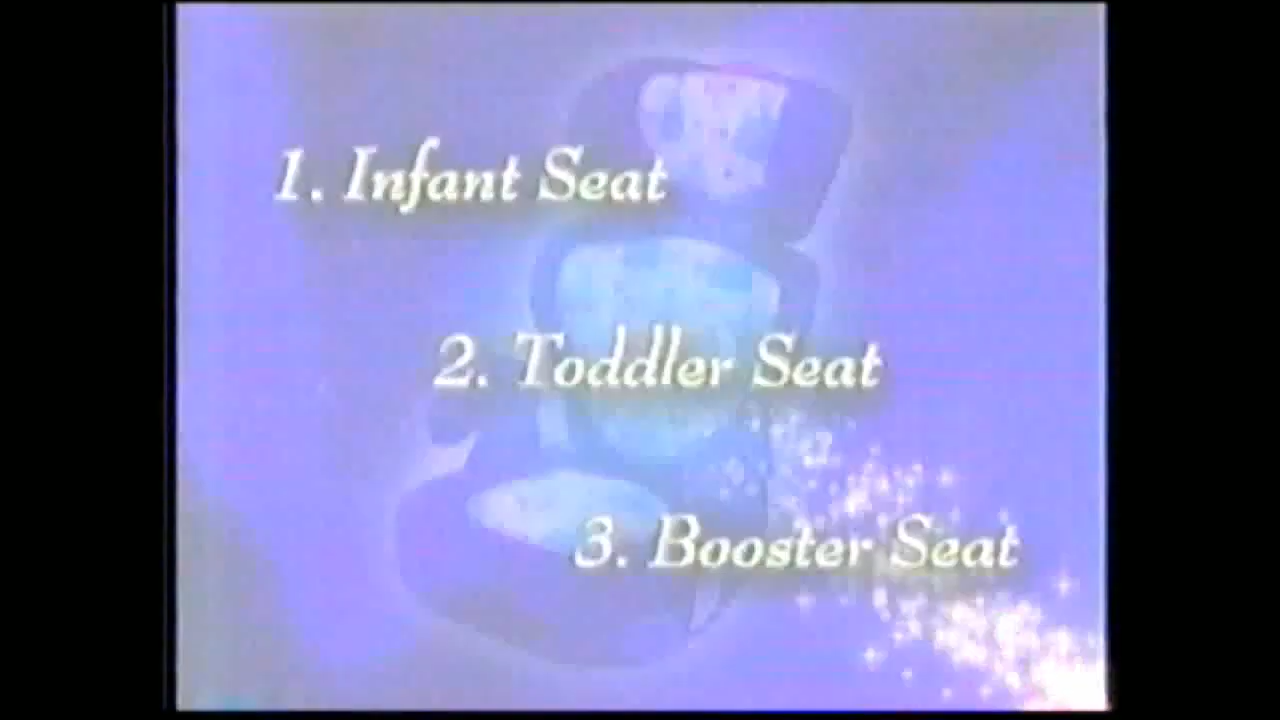 1. Infant Seat
2. Toddler Seat
3. Booster Seat